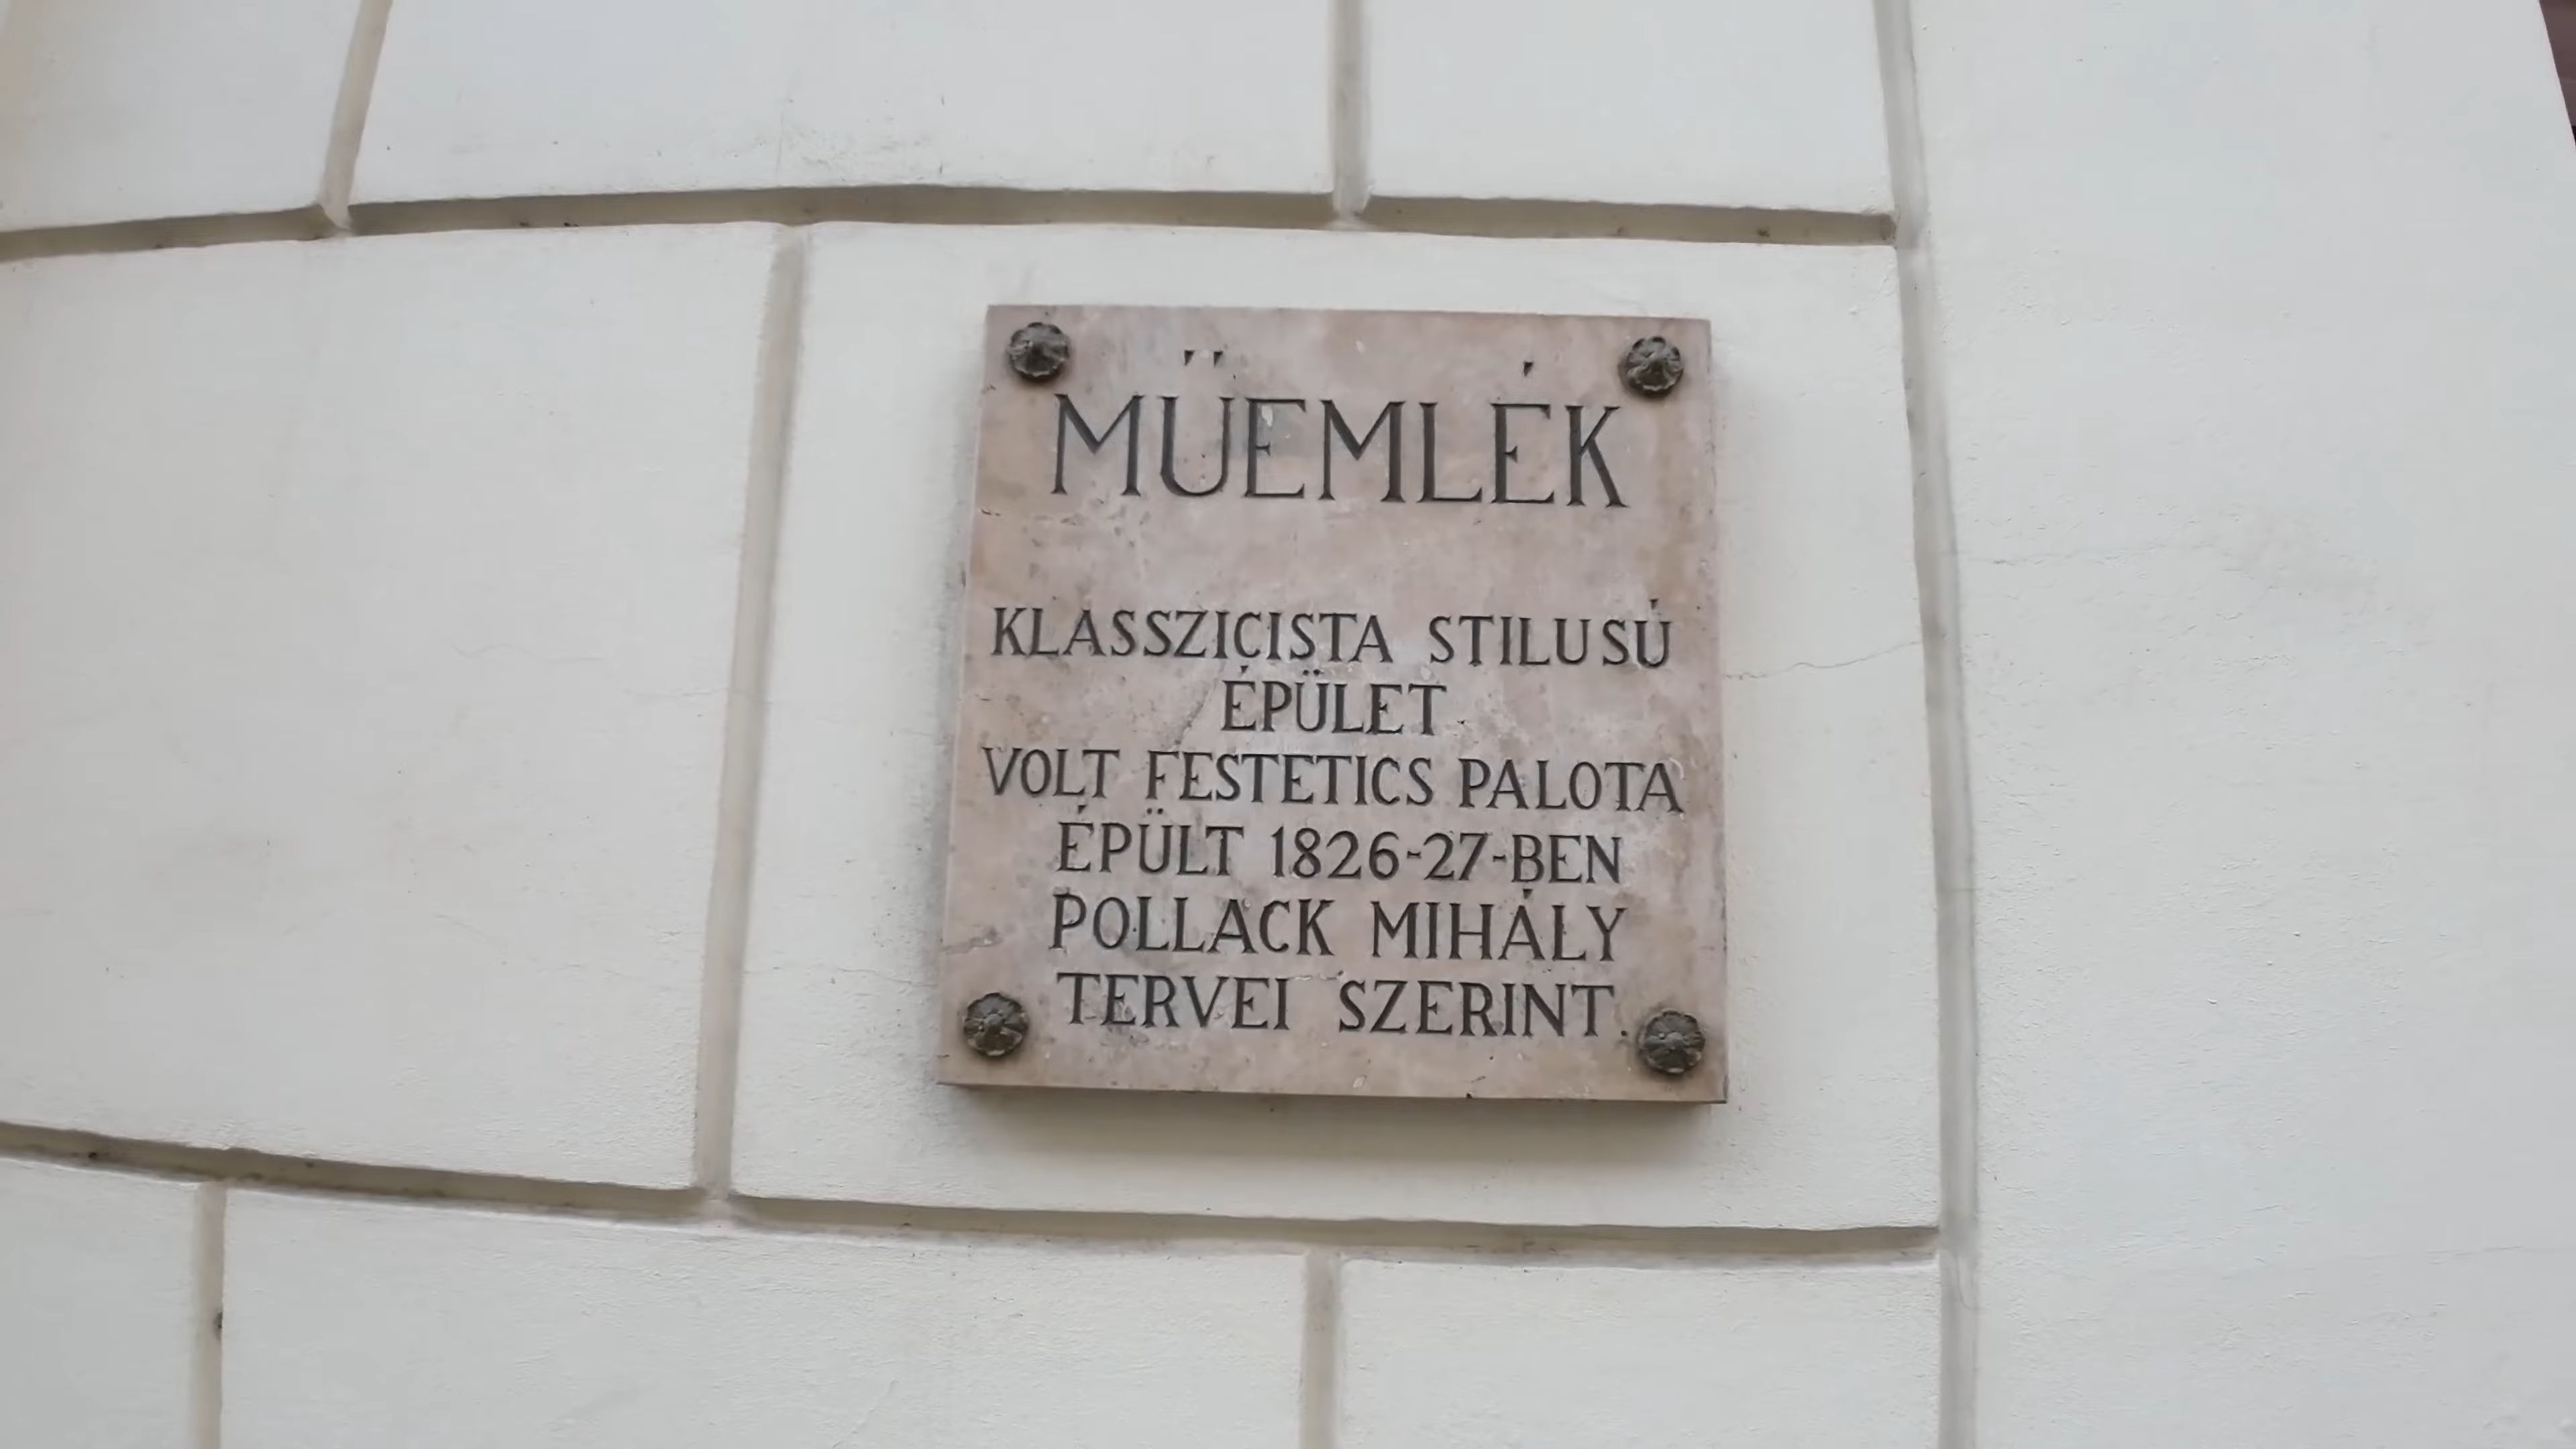 MŰEMLÉK
KLASSZICISTA STILUSÚ
ÉPÜLET
VOLT FESTETICS PALOTA
ÉPÜLT 1826-27-BEN
POLLACK MIHÁLY
TERVEI SZERINT.